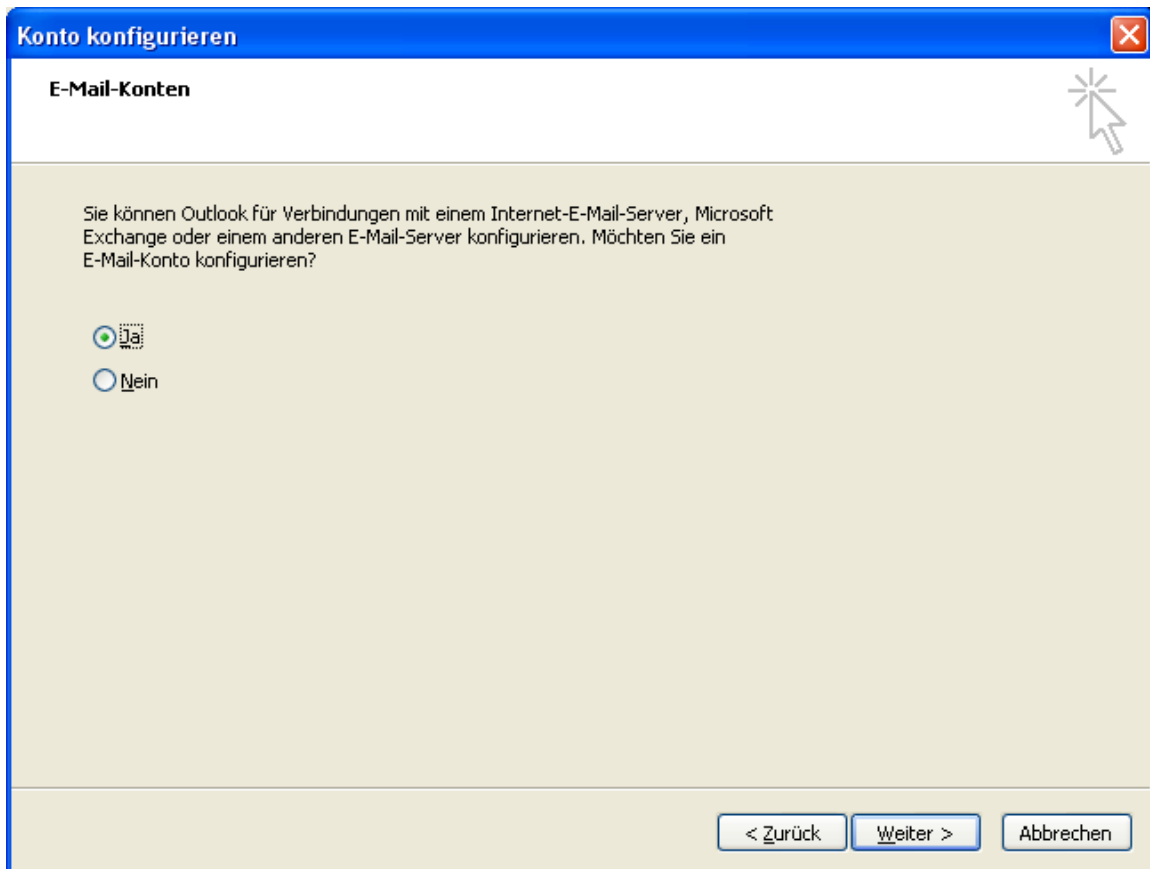 Konto konfigurieren
E-Mail-Konten
Sie können Outlook für Verbindungen mit einem Internet-E-Mail-Server, Microsoft
Exchange oder einem anderen E-Mail-Server konfigurieren. Möchten Sie ein
E-Mail-Konto konfigurieren?
Ja
Nein
< Zurück Weiter > Abbrechen